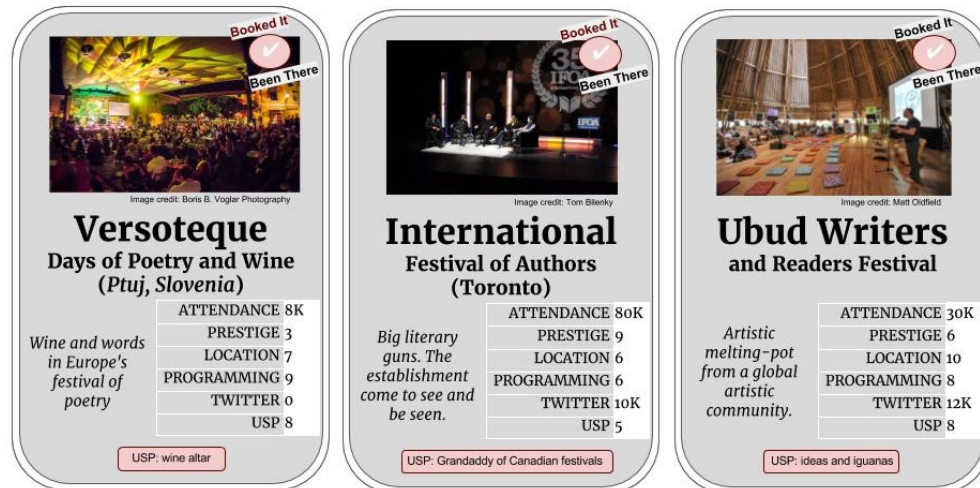 Booked It
✔
Been There
Image credit: Boris B. Voglar Photography
Versoteque
Days of Poetry and Wine
(Ptuj, Slovenia)
Wine and words
in Europe's
festival of
poetry
ATTENDANCE 8K
PRESTIGE 3
LOCATION 7
PROGRAMMING 9
TWITTER 0
USP 8
USP: wine altar
Booked It
✔
Been There
35
IFOA
IFOA
Image credit: Tom Bilenky
International
Festival of Authors
(Toronto)
Big literary
guns. The
establishment
come to see and
be seen.
ATTENDANCE 80K
PRESTIGE 9
LOCATION 6
PROGRAMMING 6
TWITTER 10K
USP 5
USP: Grandaddy of Canadian festivals
Booked It
✔
Been There
Image credit: Matt Oldfield
Ubud Writers
and Readers Festival
Artistic
melting-pot
from a global
artistic
community.
ATTENDANCE 30K
PRESTIGE 6
LOCATION 10
PROGRAMMING 8
TWITTER 12K
USP 8
USP: ideas and iguanas